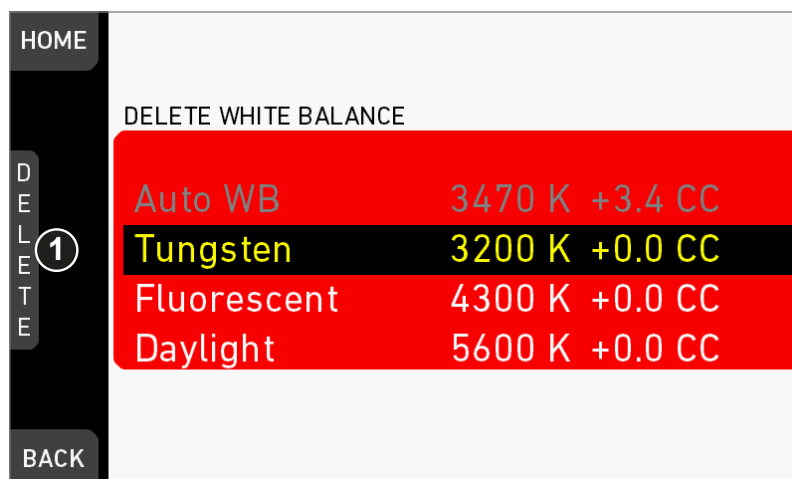 HOME
DELETE WHITE BALANCE
DELETE
1
Auto WB 3470 K +3.4 CC
Tungsten 3200 K +0.0 CC
Fluorescent 4300 K +0.0 CC
Daylight 5600 K +0.0 CC
BACK